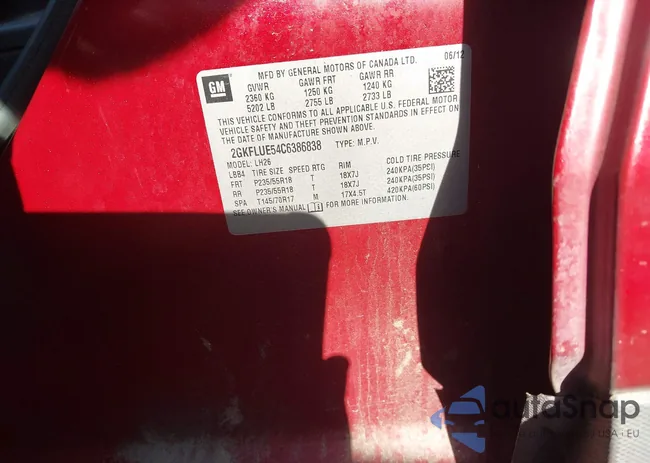 GM
MFD BY GENERAL MOTORS OF CANADA LTD. 06/12
GVWR GAWR FRT GAWR RR
2360 KG 1250 KG 1240 KG
5202 LB 2755 LB 2733 LB
THIS VEHICLE CONFORMS TO ALL APPLICABLE U.S. FEDERAL MOTOR
VEHICLE SAFETY AND THEFT PREVENTION STANDARDS IN EFFECT ON
THE DATE OF MANUFACTURE SHOWN ABOVE.
2GKFLUE54C6386838 TYPE: M.P.V.
MODEL: LH26
LBB4 TIRE SIZE SPEED RTG RIM COLD TIRE PRESSURE
FRT P235/55R18 T 18X7J 240KPA(35PSI)
RR P235/55R18 T 18X7J 240KPA(35PSI)
SPA T145/70R17 M 17X4.5T 420KPA(60PSI)
SEE OWNER'S MANUAL FOR MORE INFORMATION.
autoSnap
USA • EU